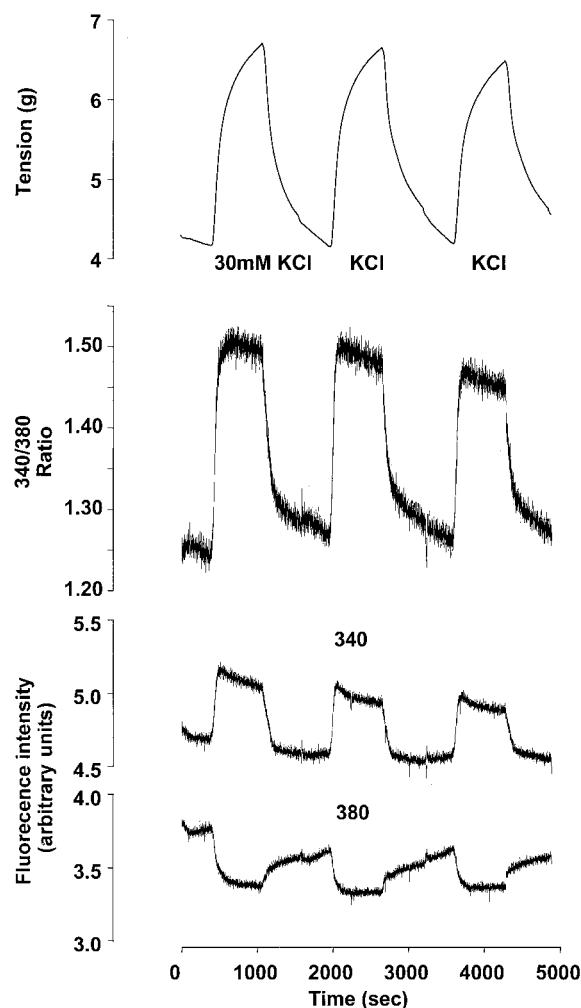 7
6
5
4
Tension (g)
30mM KCl KCl KCl
1.50
1.40
1.30
1.20
340/380
Ratio
5.5
5.0
4.5
340
4.0
3.5
3.0
380
Fluorecence intensity
(arbitrary units)
0 1000 2000 3000 4000 5000
Time (sec)